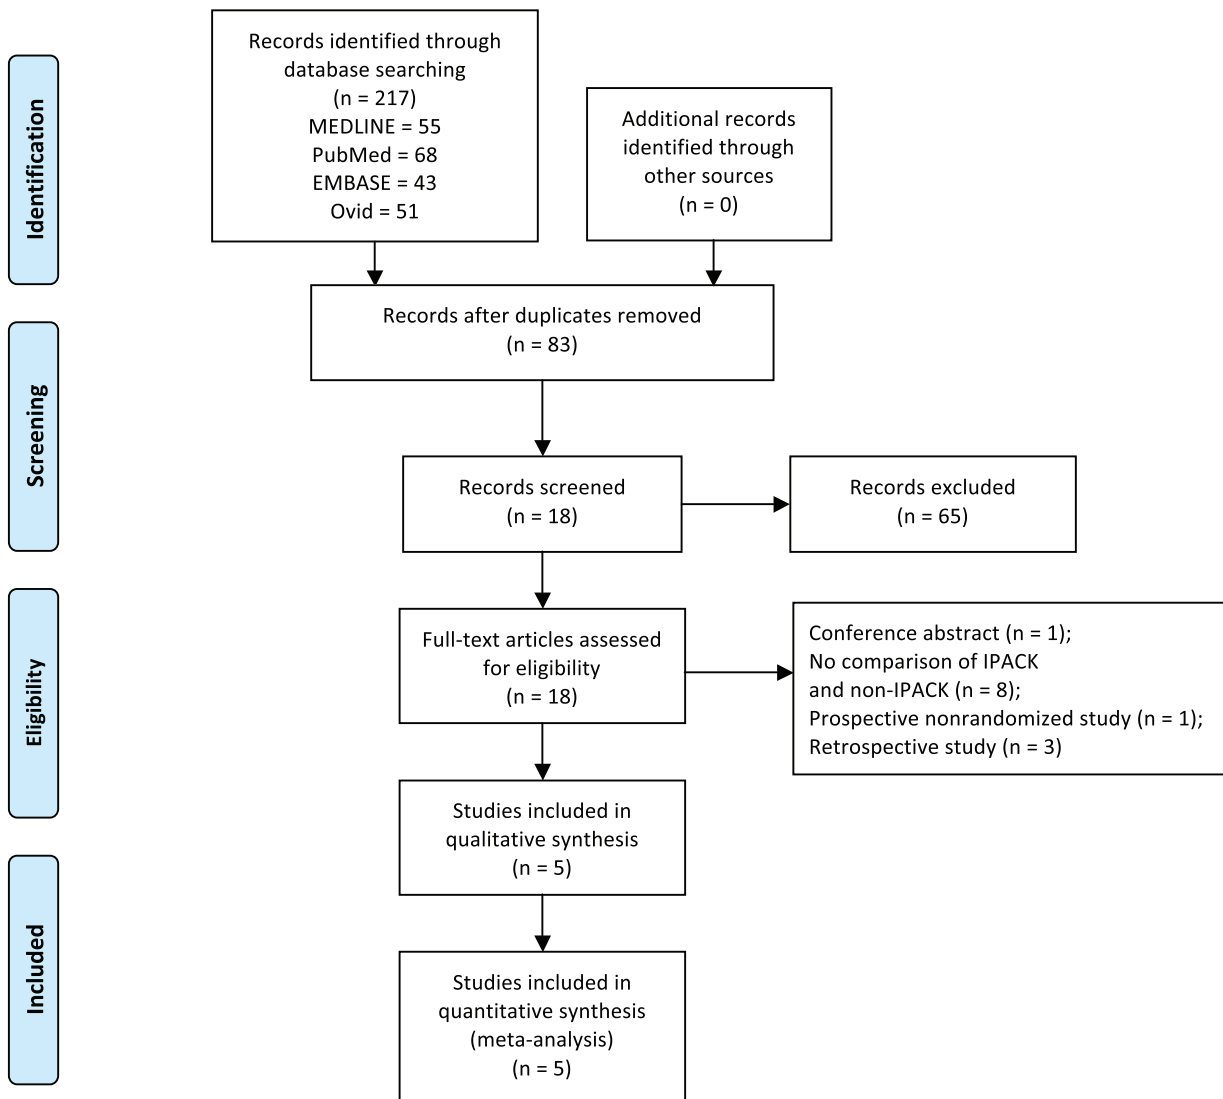 Identification
Records identified through
database searching
(n = 217)
MEDLINE = 55
PubMed = 68
EMBASE = 43
Ovid = 51
Additional records
identified through
other sources
(n = 0)
Records after duplicates removed
(n = 83)
Screening
Records screened
(n = 18)
Records excluded
(n = 65)
Eligibility
Full-text articles assessed
for eligibility
(n = 18)
Conference abstract (n = 1);
No comparison of IPACK
and non-IPACK (n = 8);
Prospective nonrandomized study (n = 1);
Retrospective study (n = 3)
Studies included in
qualitative synthesis
(n = 5)
Included
Studies included in
quantitative synthesis
(meta-analysis)
(n = 5)